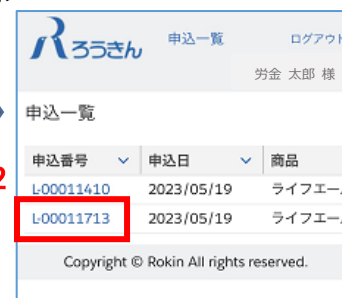 ろうきん 申込一覧 ログアウト
労金 太郎 様
申込一覧
申込番号 申込日 商品
L-00011410 2023/05/19 ライフエー
2
L-00011713 2023/05/19 ライフエー
Copyright © Rokin All rights reserved.